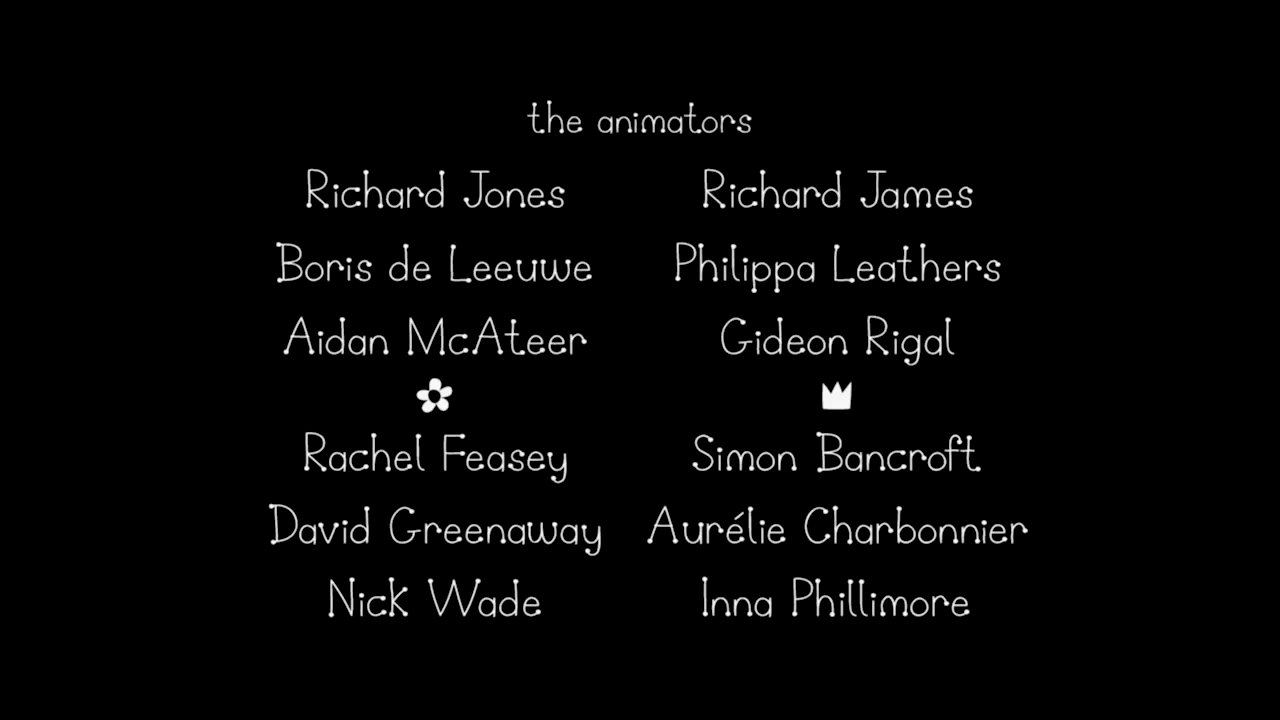 the animators
Richard Jones Richard James
Boris de Leeuwe Philippa Leathers
Aidan McAteer Gideon Rigal
Rachel Feasey Simon Bancroft
David Greenaway Aurélie Charbonnier
Nick Wade Inna Phillimore